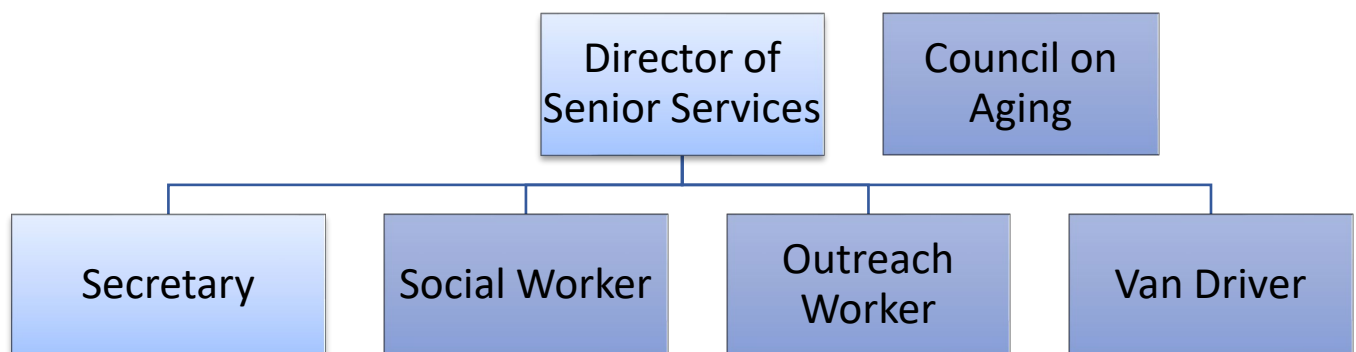 Director of
Senior Services
Council on
Aging
Secretary
Social Worker
Outreach
Worker
Van Driver